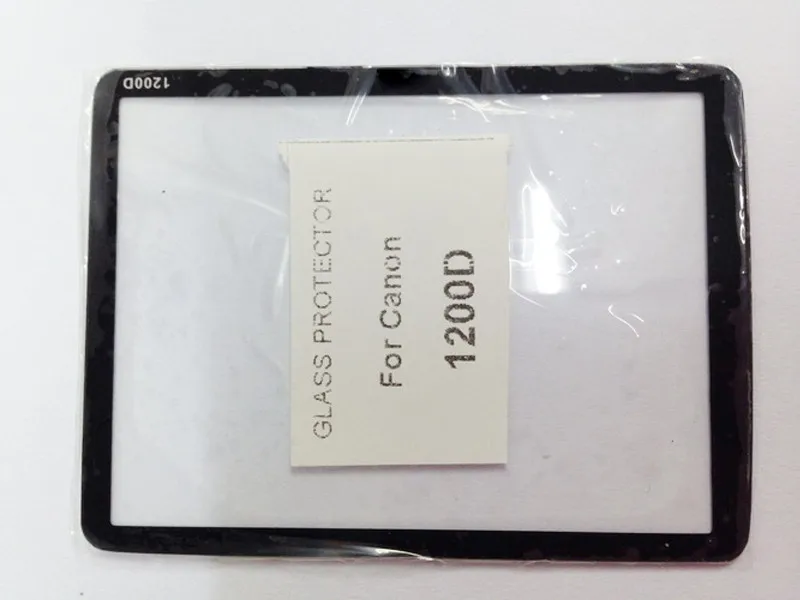 1200D
GLASS PROTECTOR
For Canon
1200D